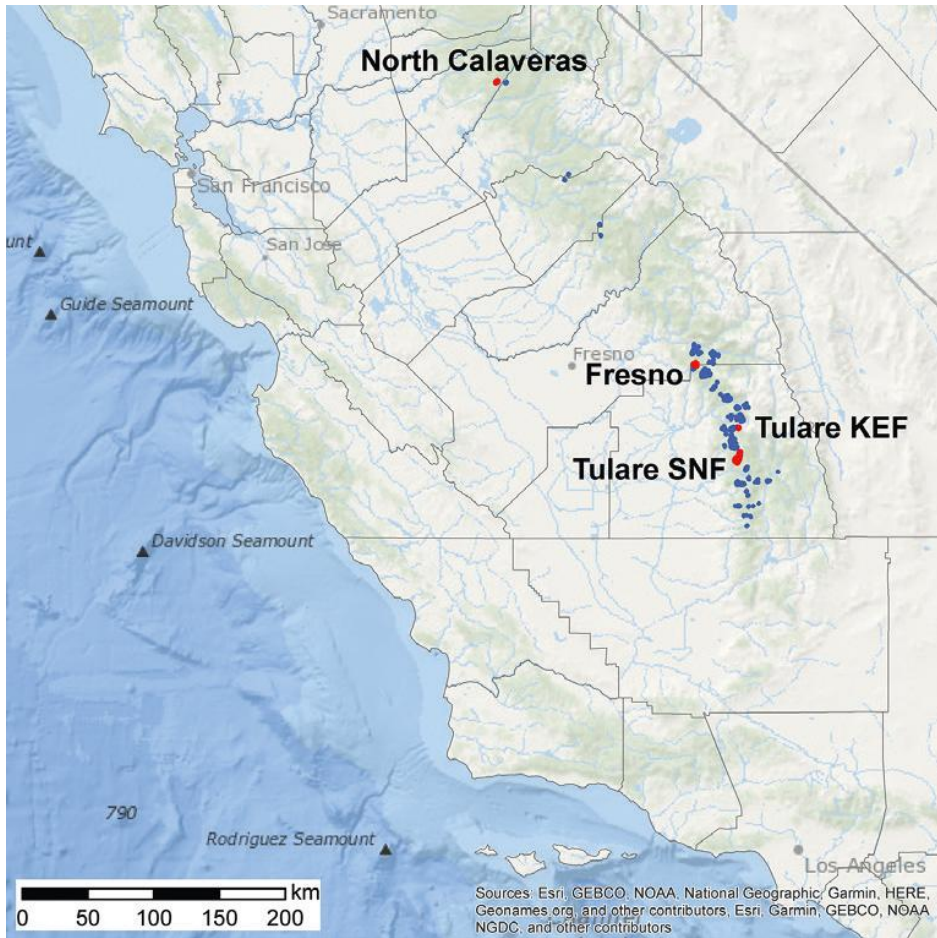 Sacramento
North Calaveras
San Francisco
San Jose
unt
Guide Seamount
Fresno
Fresno
Tulare KEF
Tulare SNF
Davidson Seamount
790
Rodriguez Seamount
Los Angeles
km
0 50 100 150 200
Sources: Esri, GEBCO, NOAA, National Geographic, Garmin, HERE,
Geonames.org, and other contributors, Esri, Garmin, GEBCO, NOAA
NGDC, and other contributors